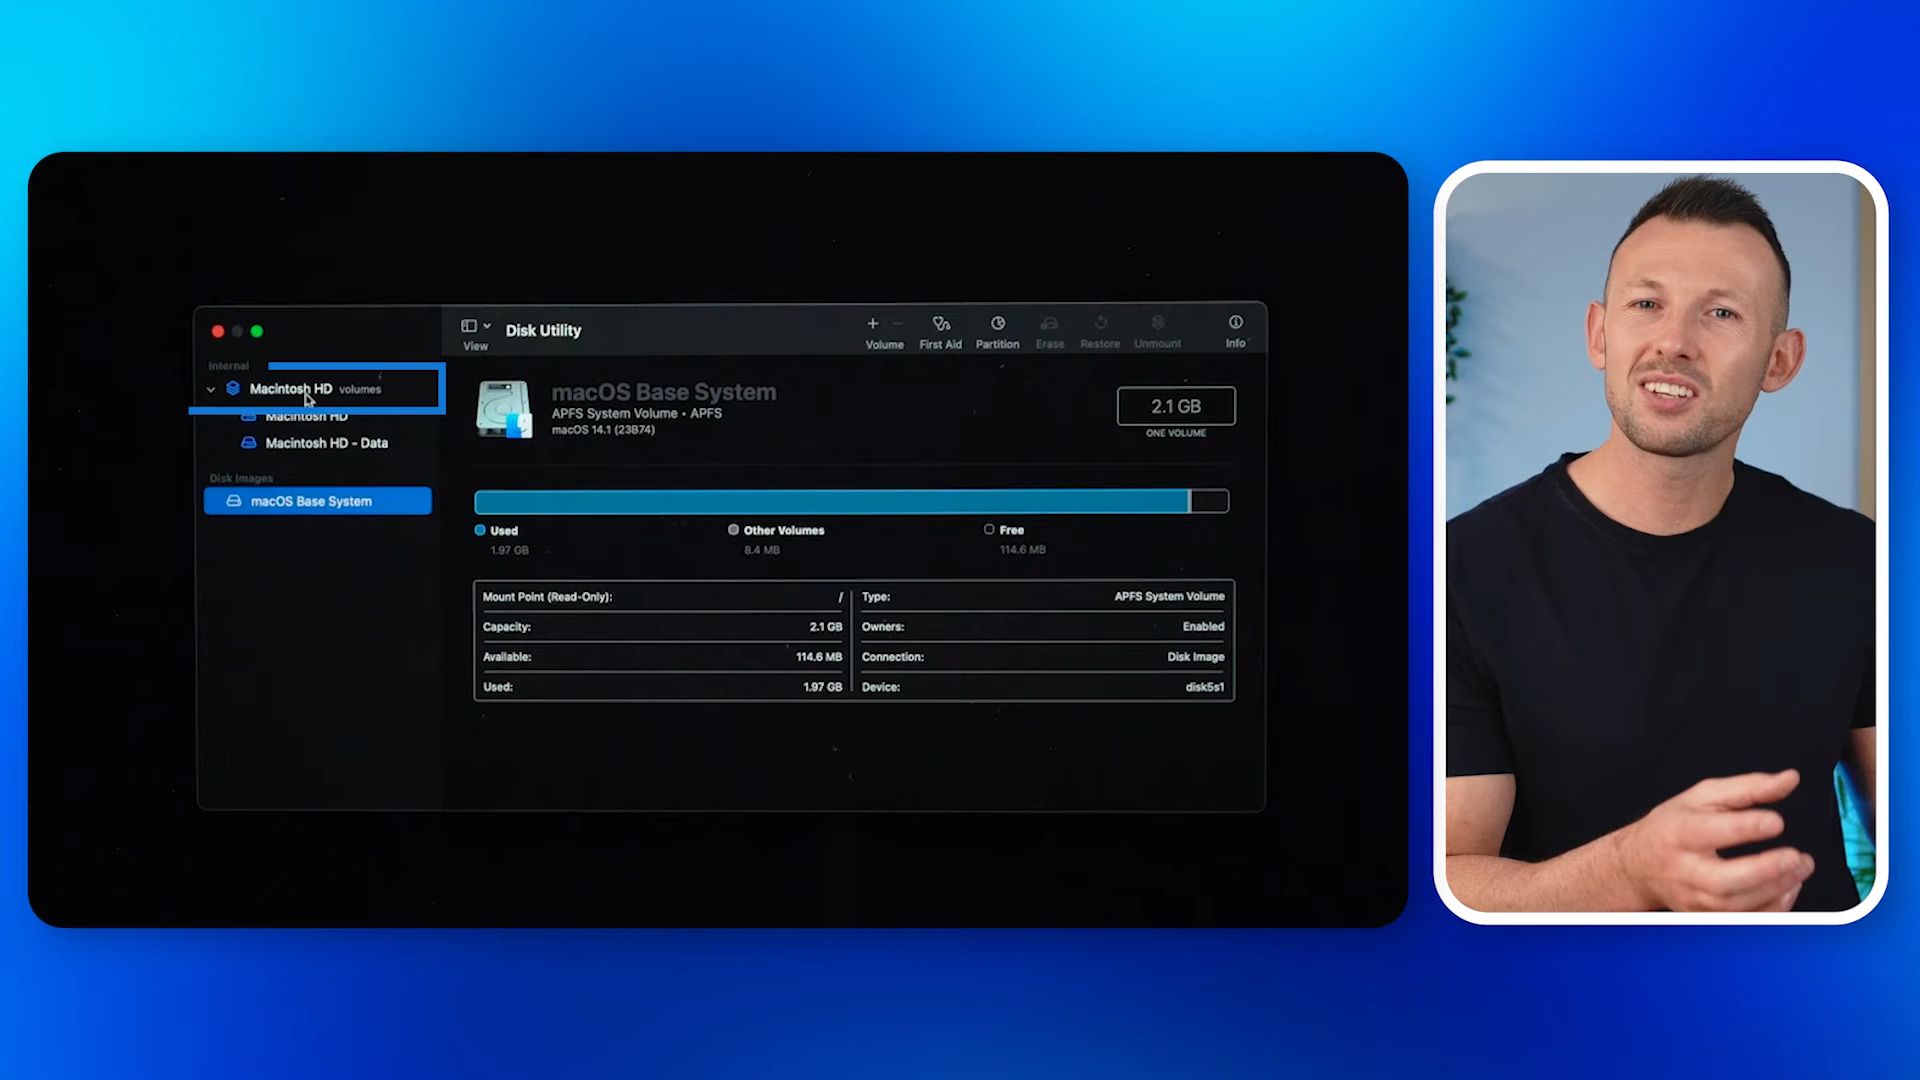 Disk Utility
View
Volume
First Aid
Partition
Erase
Restore
Unmount
Info
Internal
Macintosh HD volumes
Macintosh HD
Macintosh HD - Data
Disk Images
macOS Base System
macOS Base System
APFS System Volume • APFS
macOS 14.1 (23B74)
2.1 GB
ONE VOLUME
Used
1.97 GB
Other Volumes
8.4 MB
Free
114.6 MB
Mount Point (Read-Only): /
Capacity: 2.1 GB
Available: 114.6 MB
Used: 1.97 GB
Type: APFS System Volume
Owners: Enabled
Connection: Disk Image
Device: disk5s1